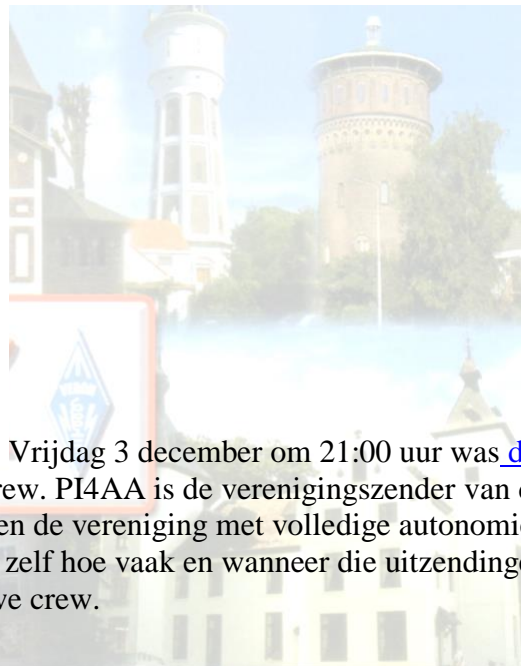 Vrijdag 3 december om 21:00 uur was d
rew. PI4AA is de verenigingszender van
en de vereniging met volledige autonomie
zelf hoe vaak en wanneer die uitzendinge
ve crew.